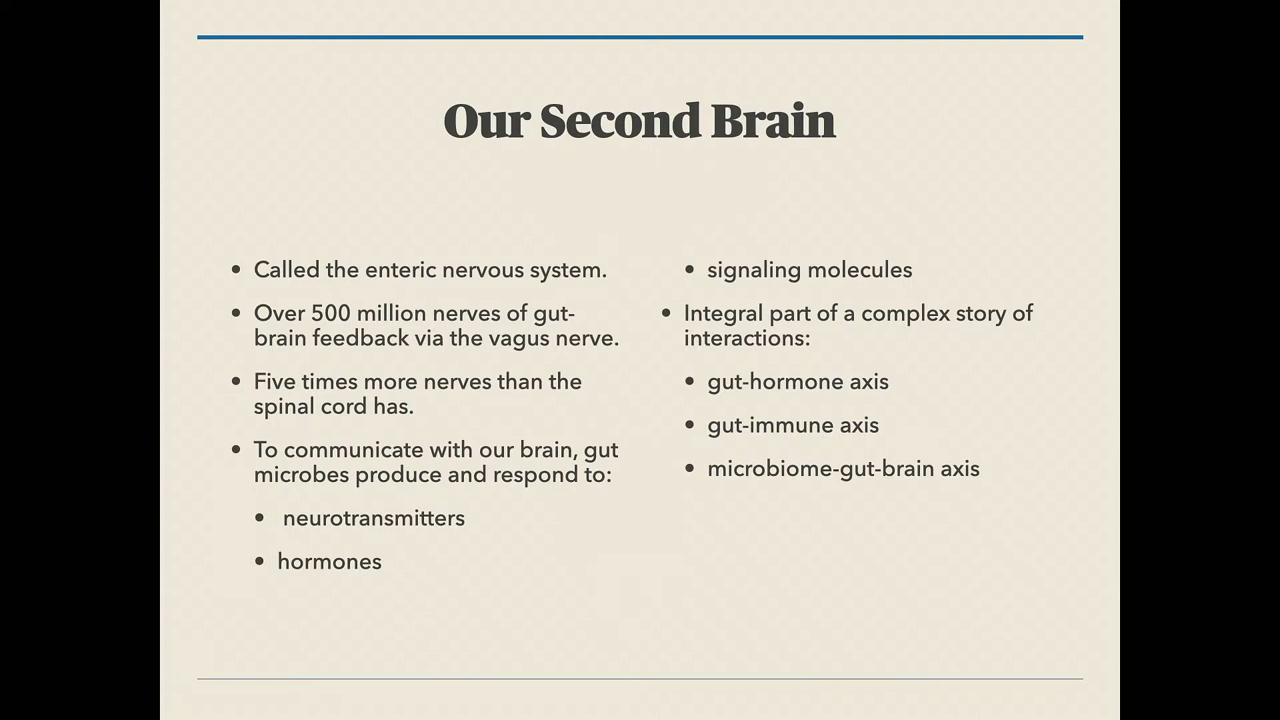 Our Second Brain
• Called the enteric nervous system.
• Over 500 million nerves of gut-
brain feedback via the vagus nerve.
• Five times more nerves than the
spinal cord has.
• To communicate with our brain, gut
microbes produce and respond to:
• neurotransmitters
• hormones
• signaling molecules
• Integral part of a complex story of
interactions:
• gut-hormone axis
• gut-immune axis
• microbiome-gut-brain axis